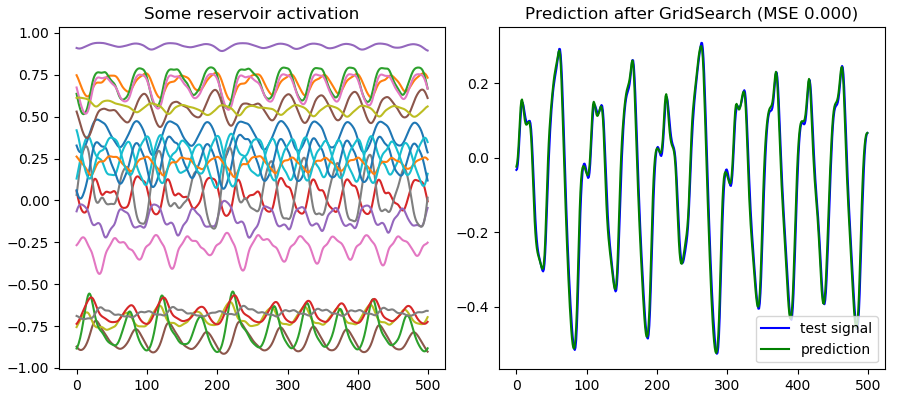 Some reservoir activation
1.00
0.75
0.50
0.25
0.00
−0.25
−0.50
−0.75
−1.00
0 100 200 300 400 500
Prediction after GridSearch (MSE 0.000)
0.2
0.0
−0.2
−0.4
0 100 200 300 400 500
test signal
prediction